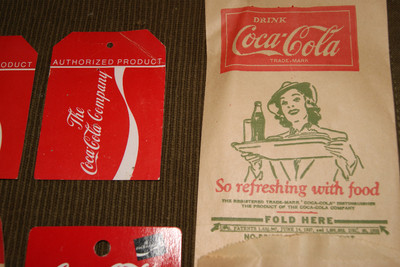 ODUCT
AUTHORIZED PRODUCT
The
Coca-Cola Company
DRINK
Coca-Cola
TRADE-MARK
So refreshing with food
THE REGISTERED TRADE-MARK "COCA-COLA" DISTINGUISHES
THE PRODUCT OF THE COCA-COLA COMPANY
FOLD HERE